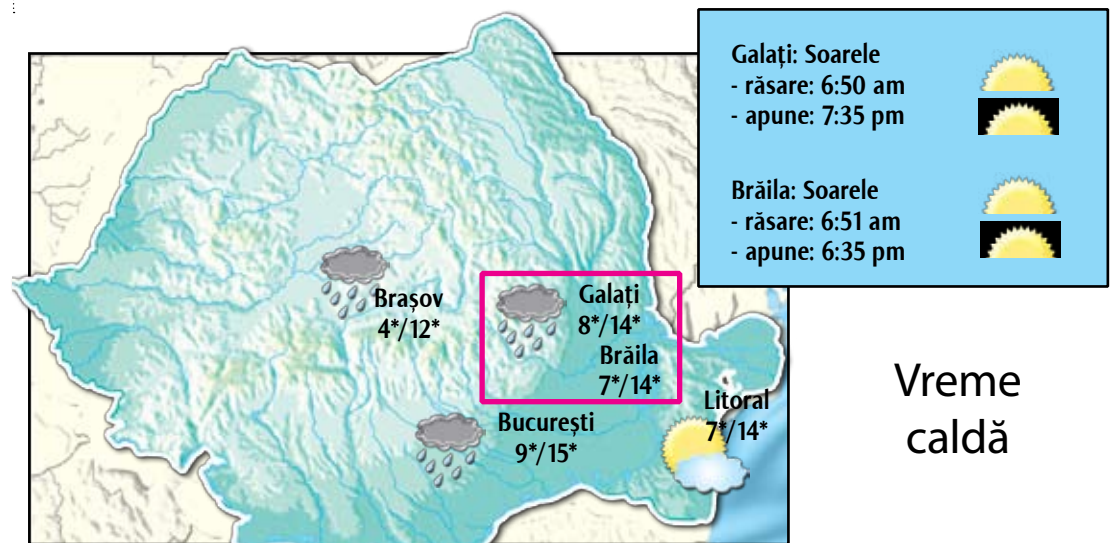 Galați: Soarele
- răsare: 6:50 am
- apune: 7:35 pm
Brăila: Soarele
- răsare: 6:51 am
- apune: 6:35 pm
Brașov
4*/12*
Galați
8*/14*
Brăila
7*/14*
București
9*/15*
Litoral
7*/14*
Vreme
caldă